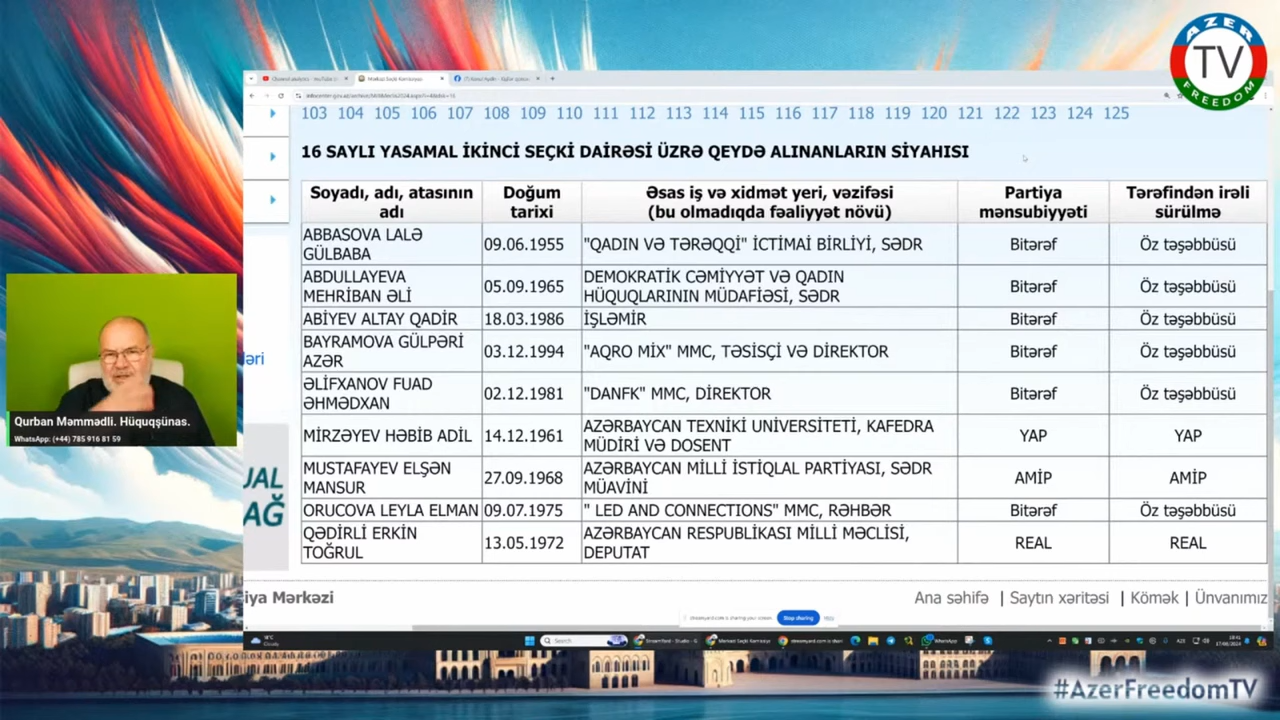 AZER
TV
FREEDOM
103 104 105 106 107 108 109 110 111 112 113 114 115 116 117 118 119 120 121 122 123 124 125
16 SAYLI YASAMAL İKİNCİ SEÇKİ DAİRƏSİ ÜZRƏ QEYDƏ ALINANLARIN SİYAHISI
Soyadı, adı, atasının adı Doğum tarixi Əsas iş və xidmət yeri, vəzifəsi (bu olmadıqda fəaliyyət növü) Partiya mənsubiyyəti Tərəfindən irəli sürülmə
ABBASOVA LALƏ GÜLBABA 09.06.1955 "QADIN VƏ TƏRƏQQİ" İCTİMAİ BİRLİYİ, SƏDR Bitərəf Öz təşəbbüsü
ABDULLAYEVA MEHRİBAN ƏLİ 05.09.1965 DEMOKRATİK CƏMİYYƏT VƏ QADIN HÜQUQLARININ MÜDAFİƏSİ, SƏDR Bitərəf Öz təşəbbüsü
ABİYEV ALTAY QADİR 18.03.1986 İŞLƏMİR Bitərəf Öz təşəbbüsü
BAYRAMOVA GÜLPƏRİ AZƏR 03.12.1994 "AQRO MİX" MMC, TƏSİSÇİ VƏ DİREKTOR Bitərəf Öz təşəbbüsü
ƏLİFXANOV FUAD ƏHMƏDXAN 02.12.1981 "DANFK" MMC, DİREKTOR Bitərəf Öz təşəbbüsü
MİRZƏYEV HƏBİB ADİL 14.12.1961 AZƏRBAYCAN TEXNİKİ UNİVERSİTETİ, KAFEDRA MÜDİRİ VƏ DOSENT YAP YAP
MUSTAFAYEV ELŞƏN MANSUR 27.09.1968 AZƏRBAYCAN MİLLİ İSTİQLAL PARTİYASI, SƏDR MÜAVİNİ AMİP AMİP
ORUCOVA LEYLA ELMAN 09.07.1975 " LED AND CONNECTIONS" MMC, RƏHBƏR Bitərəf Öz təşəbbüsü
QƏDİRLİ ERKİN TOĞRUL 13.05.1972 AZƏRBAYCAN RESPUBLİKASI MİLLİ MƏCLİSİ, DEPUTAT REAL REAL
əri
UAL
AĞ
iya Mərkəzi
Ana səhifə | Saytın xəritəsi | Kömək | Ünvanımız
Stop sharing
Search
Qurban Məmmədli. Hüquqşünas.
WhatsApp: (+44) 785 916 81 59
#AzerFreedomTV